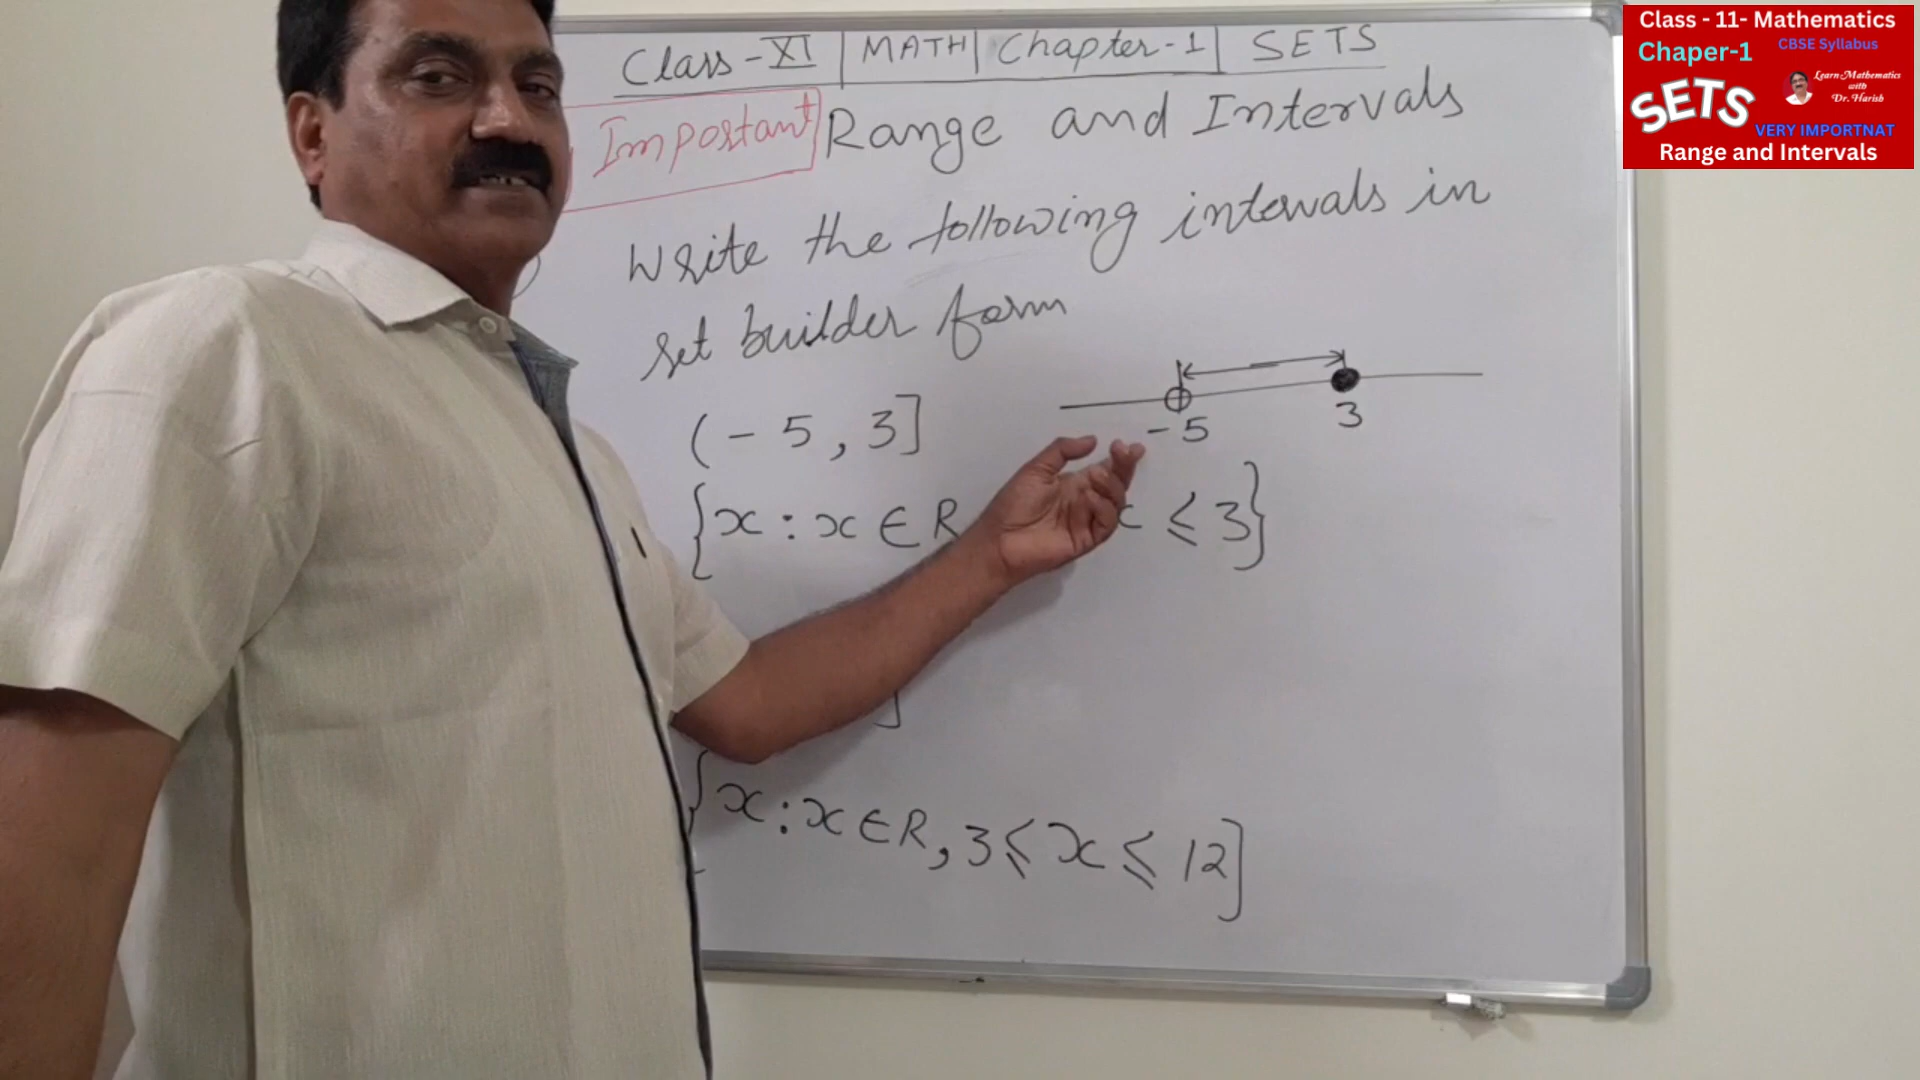 Class - XI | MATH | Chapter - 1 | SETS
Important Range and Intervals
Write the following intervals in
set builder form
(- 5, 3]
-5 3
{x : x ∈ R x ≤ 3}
]
{x : x ∈ R, 3 ≤ x ≤ 12]
Class - 11- Mathematics
Chaper-1 CBSE Syllabus
SETS
Learn Mathematics
with
Dr. Harish
VERY IMPORTNAT
Range and Intervals